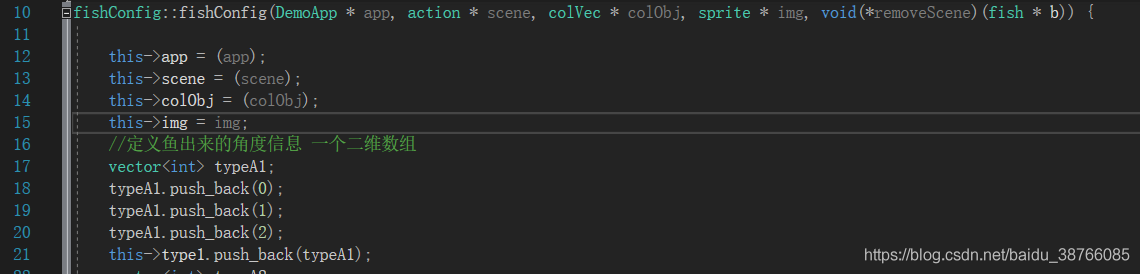 10 fishConfig::fishConfig(DemoApp * app, action * scene, colVec * colObj, sprite * img, void(*removeScene)(fish * b)) {
11
12 this->app = (app);
13 this->scene = (scene);
14 this->colObj = (colObj);
15 this->img = img;
16 //定义鱼出来的角度信息 一个二维数组
17 vector<int> typeA1;
18 typeA1.push_back(0);
19 typeA1.push_back(1);
20 typeA1.push_back(2);
21 this->type1.push_back(typeA1);
https://blog.csdn.net/baidu_38766085